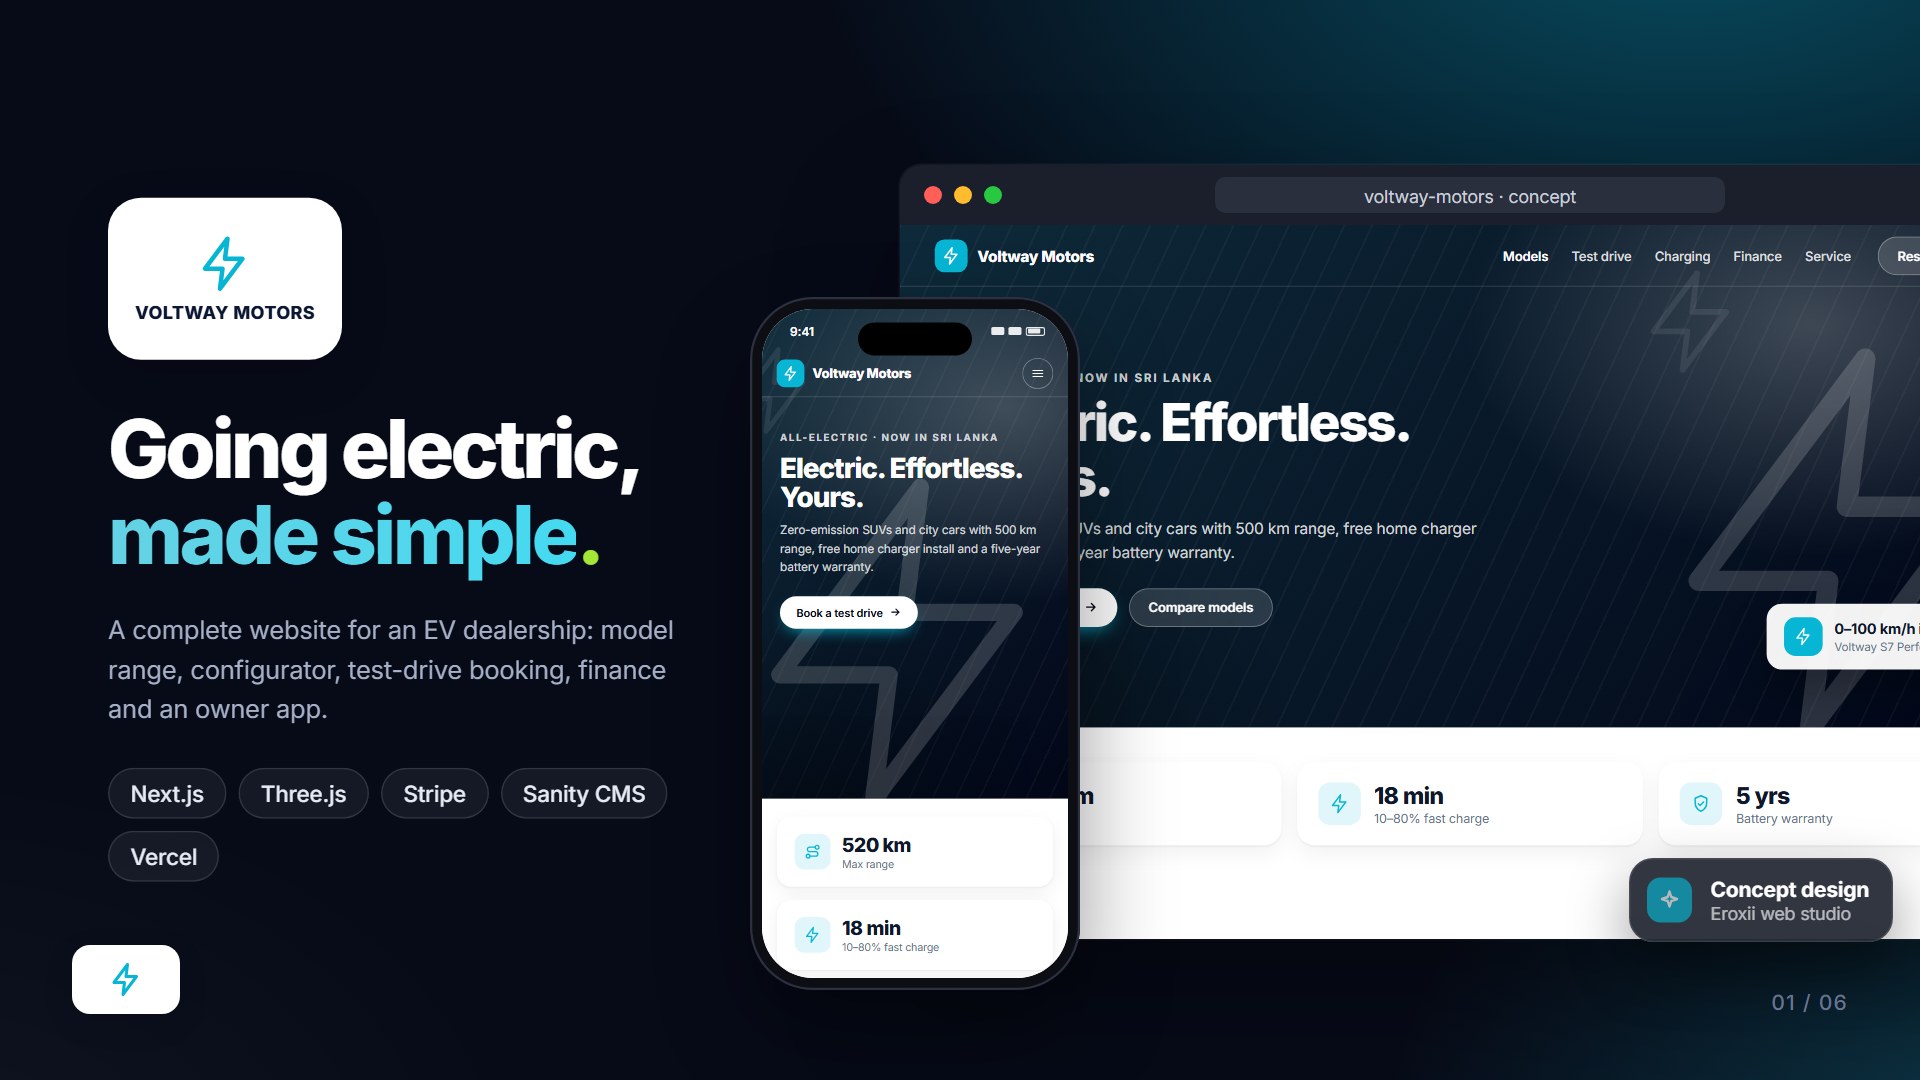 VOLTWAY MOTORS
Going electric,
made simple.
A complete website for an EV dealership: model
range, configurator, test-drive booking, finance
and an owner app.
Next.js
Three.js
Stripe
Sanity CMS
Vercel
9:41
Voltway Motors
ALL-ELECTRIC · NOW IN SRI LANKA
Electric. Effortless.
Yours.
Zero-emission SUVs and city cars with 500 km
range, free home charger install and a five-year
battery warranty.
Book a test drive →
520 km
Max range
18 min
10–80% fast charge
voltway-motors · concept
Voltway Motors
Models
Test drive
Charging
Finance
Service
NOW IN SRI LANKA
Effortless.
and city cars with 500 km range, free home charger
year battery warranty.
→
Compare models
0–100 km/h
Voltway S7
18 min
10–80% fast charge
5 yrs
Battery warranty
Concept design
Eroxii web studio
01 / 06